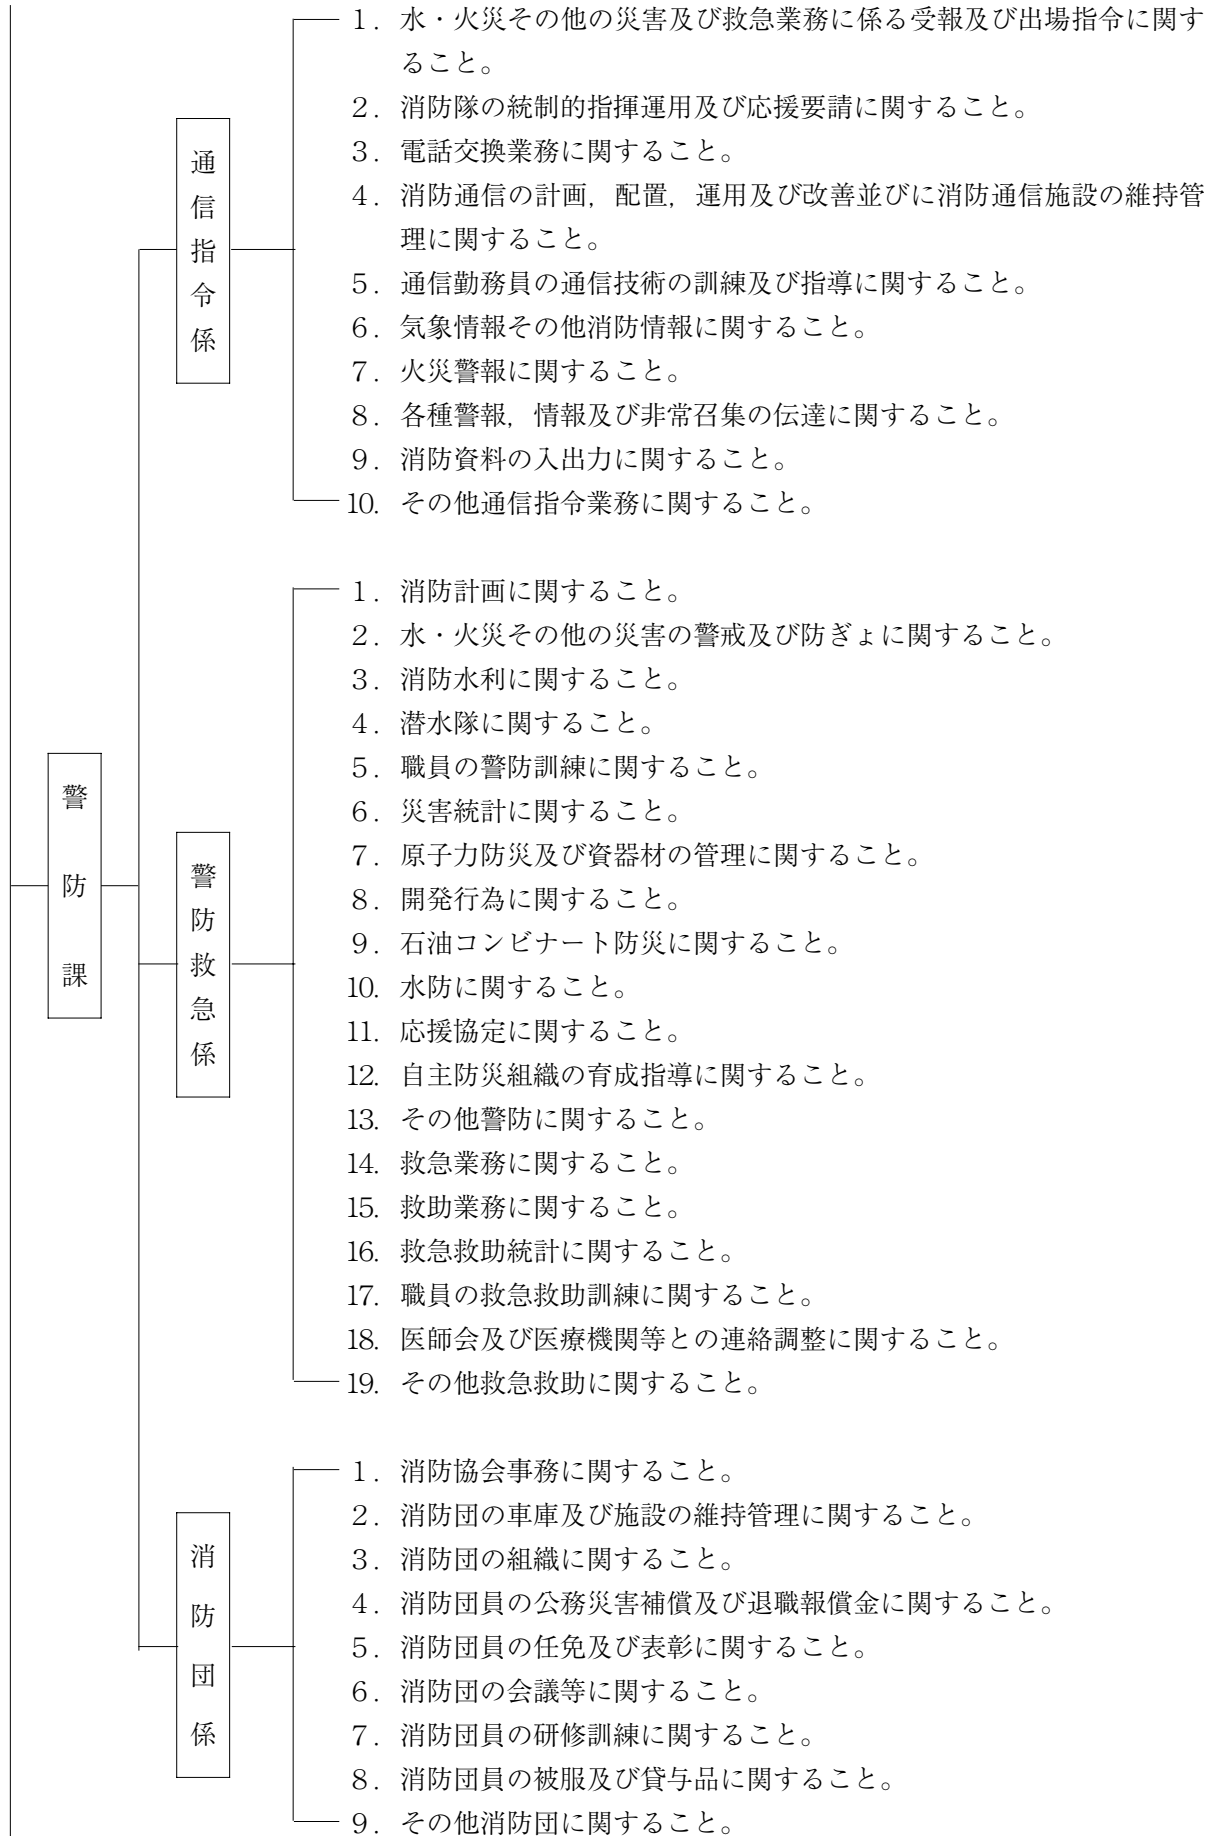 警防課
通信指令係
１．水・火災その他の災害及び救急業務に係る受報及び出場指令に関す
ること。
２．消防隊の統制的指揮運用及び応援要請に関すること。
３．電話交換業務に関すること。
４．消防通信の計画，配置，運用及び改善並びに消防通信施設の維持管
理に関すること。
５．通信勤務員の通信技術の訓練及び指導に関すること。
６．気象情報その他消防情報に関すること。
７．火災警報に関すること。
８．各種警報，情報及び非常召集の伝達に関すること。
９．消防資料の入出力に関すること。
10．その他通信指令業務に関すること。
警防救急係
１．消防計画に関すること。
２．水・火災その他の災害の警戒及び防ぎょに関すること。
３．消防水利に関すること。
４．潜水隊に関すること。
５．職員の警防訓練に関すること。
６．災害統計に関すること。
７．原子力防災及び資器材の管理に関すること。
８．開発行為に関すること。
９．石油コンビナート防災に関すること。
10．水防に関すること。
11．応援協定に関すること。
12．自主防災組織の育成指導に関すること。
13．その他警防に関すること。
14．救急業務に関すること。
15．救助業務に関すること。
16．救急救助統計に関すること。
17．職員の救急救助訓練に関すること。
18．医師会及び医療機関等との連絡調整に関すること。
19．その他救急救助に関すること。
消防団係
１．消防協会事務に関すること。
２．消防団の車庫及び施設の維持管理に関すること。
３．消防団の組織に関すること。
４．消防団員の公務災害補償及び退職報償金に関すること。
５．消防団員の任免及び表彰に関すること。
６．消防団の会議等に関すること。
７．消防団員の研修訓練に関すること。
８．消防団員の被服及び貸与品に関すること。
９．その他消防団に関すること。